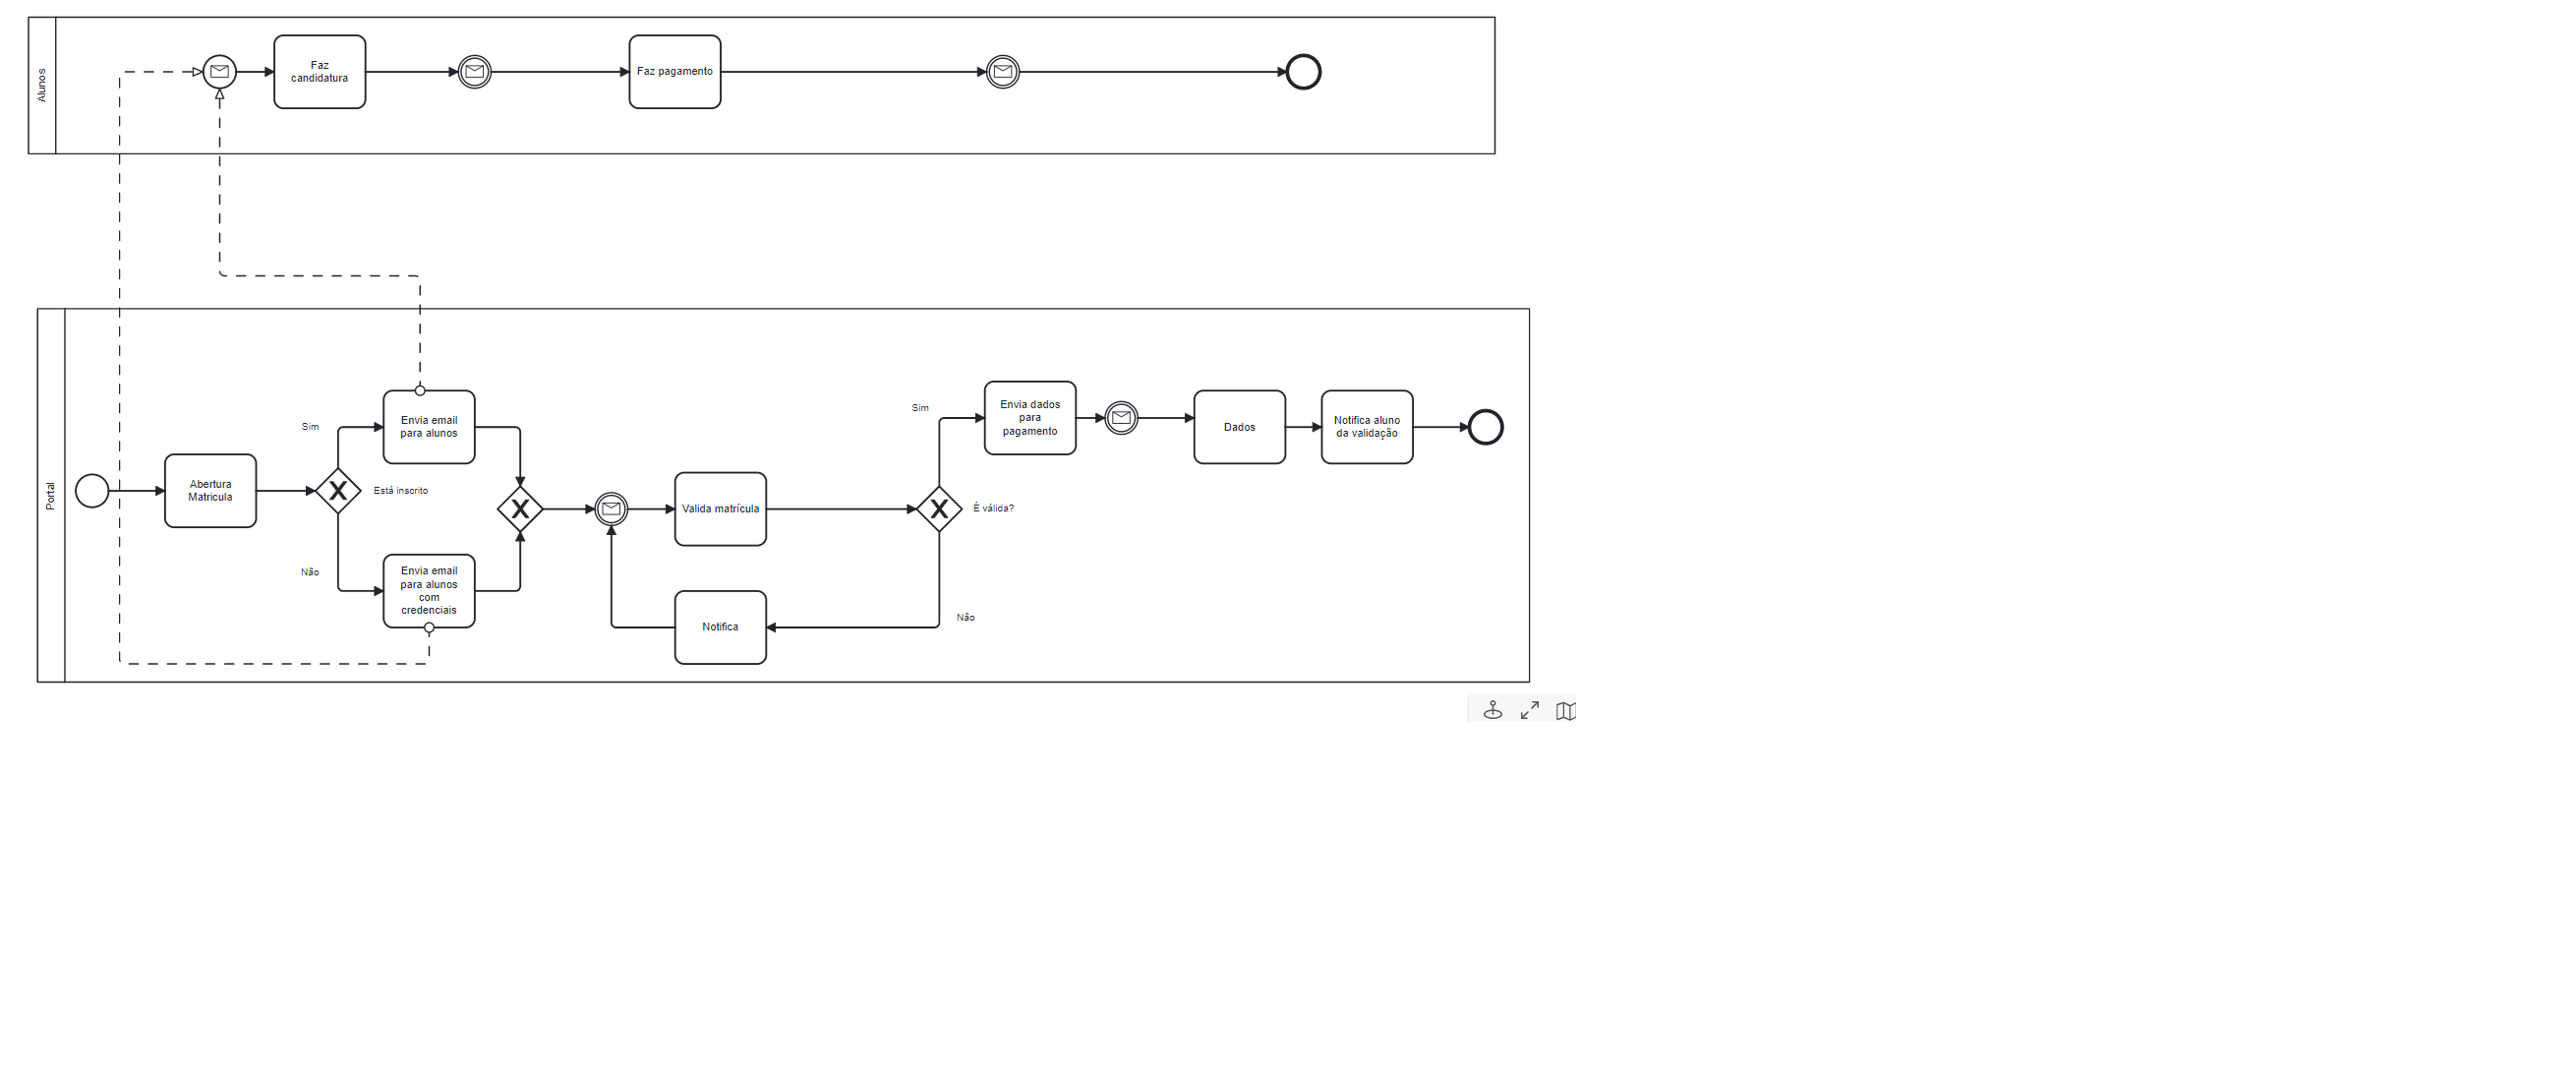 Alunos
Faz
candidatura
Faz pagamento
Portal
Abertura
Matricula
Sim
Está inscrito
Não
Envia email
para alunos
Envia email
para alunos
com
credenciais
Valida matrícula
Notifica
Sim
É válida?
Não
Envia dados
para
pagamento
Dados
Notifica aluno
da validação